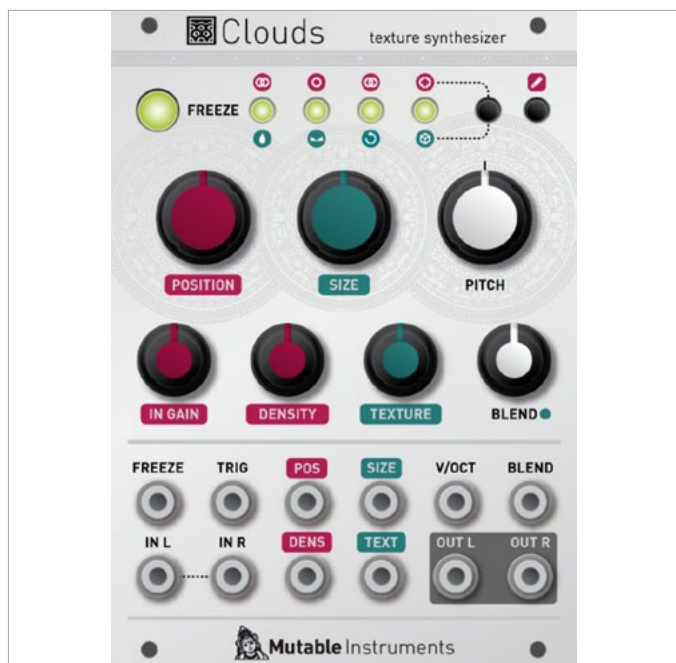 Clouds texture synthesizer
FREEZE
POSITION SIZE PITCH
IN GAIN DENSITY TEXTURE BLEND
FREEZE TRIG POS SIZE V/OCT BLEND
IN L IN R DENS TEXT OUT L OUT R
Mutable Instruments